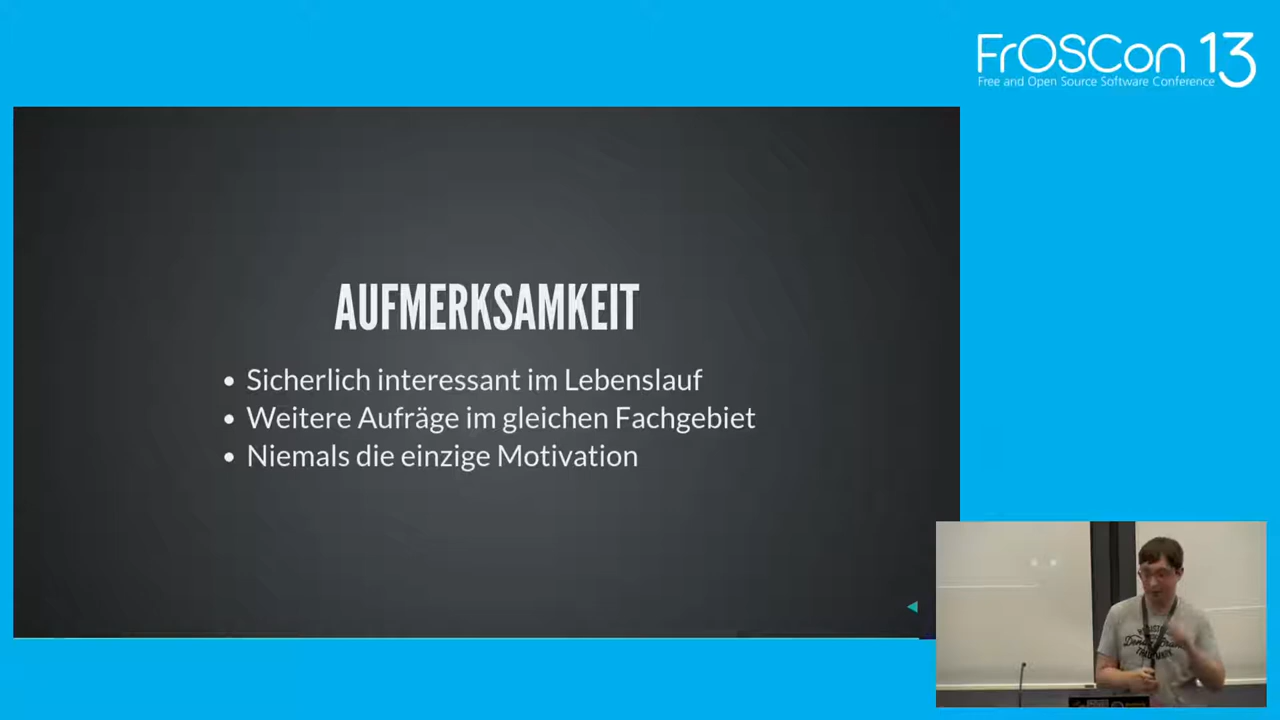 FrOSCon 13
Free and Open Source Software Conference
AUFMERKSAMKEIT
• Sicherlich interessant im Lebenslauf
• Weitere Aufräge im gleichen Fachgebiet
• Niemals die einzige Motivation